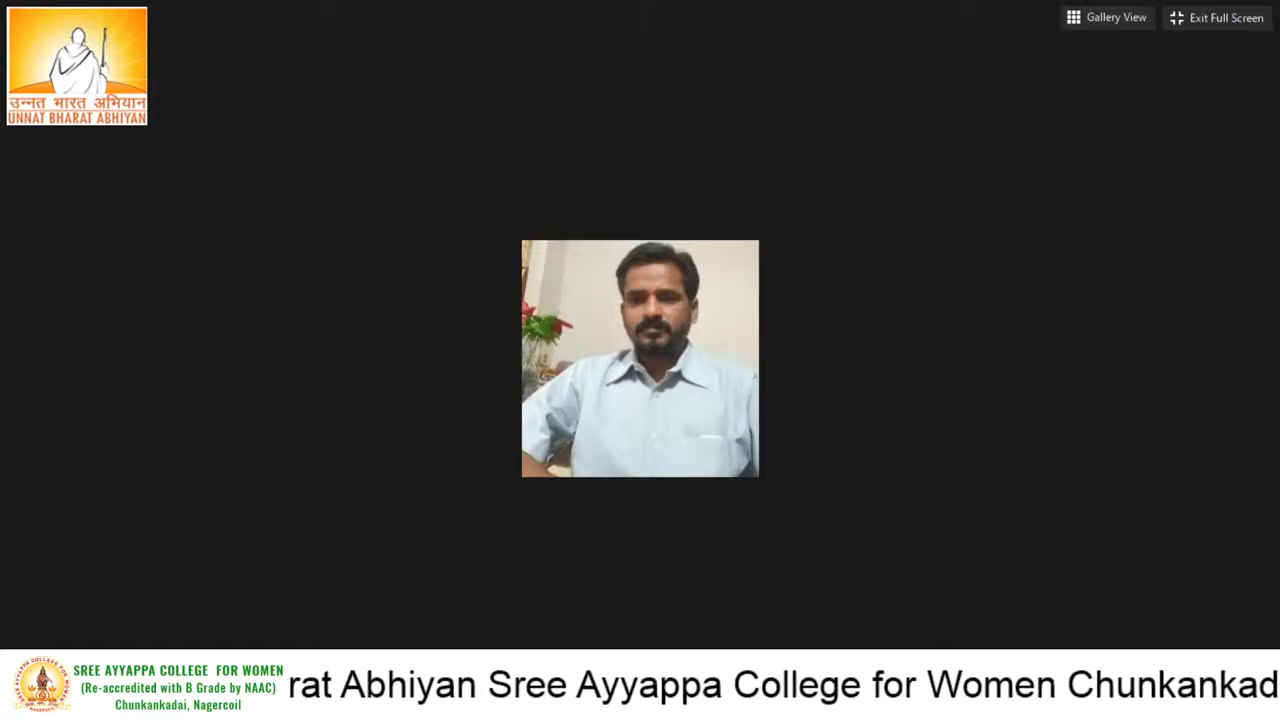 Gallery View
Exit Full Screen
उन्नत भारत अभियान
UNNAT BHARAT ABHIYAN
SREE AYYAPPA COLLEGE FOR WOMEN
(Re-accredited with B Grade by NAAC)
Chunkankadai, Nagercoil
rat Abhiyan Sree Ayyappa College for Women Chunkankad